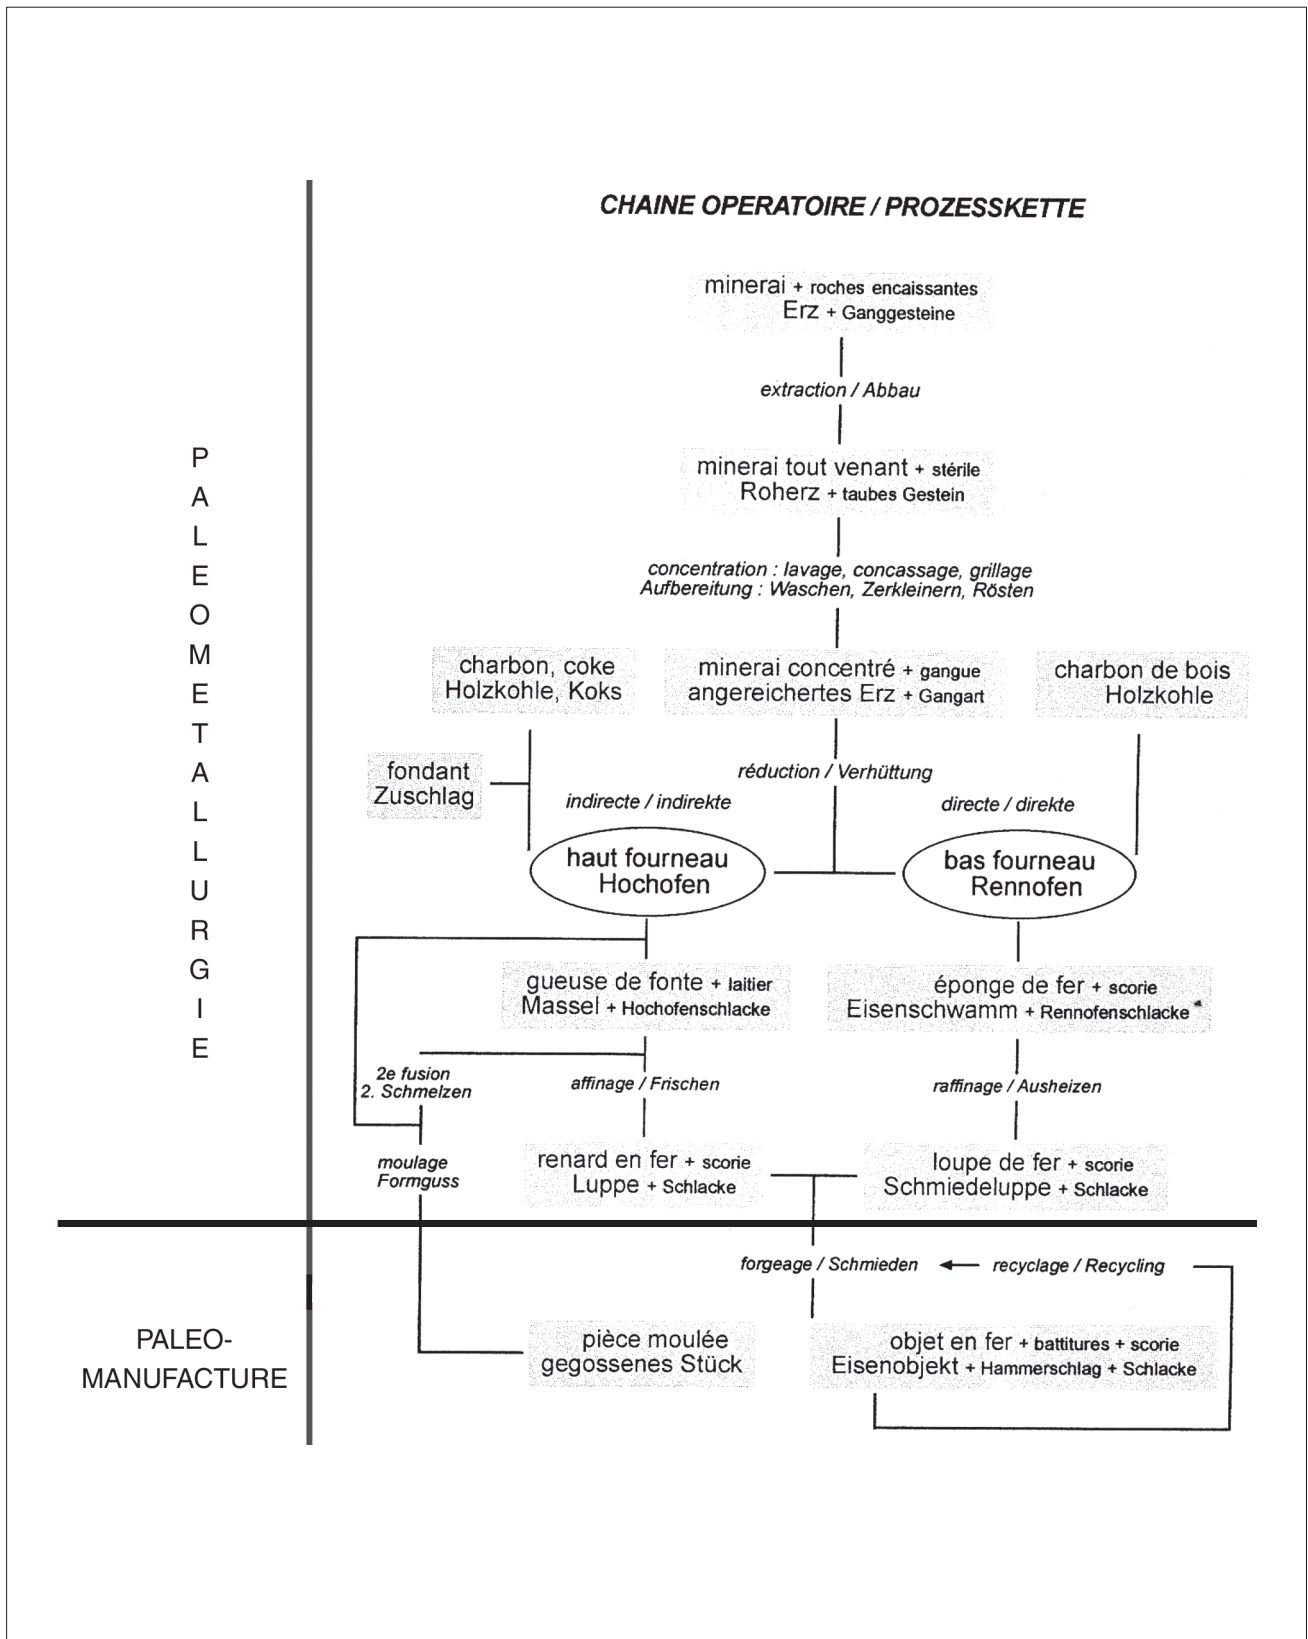 CHAINE OPERATOIRE / PROZESSKETTE
minerai + roches encaissantes
Erz + Ganggesteine
extraction / Abbau
minerai tout venant + stérile
Roherz + taubes Gestein
concentration : lavage, concassage, grillage
Aufbereitung : Waschen, Zerkleinern, Rösten
charbon, coke
Holzkohle, Koks
minerai concentré + gangue
angereichertes Erz + Gangart
charbon de bois
Holzkohle
fondant
Zuschlag
réduction / Verhüttung
indirecte / indirekte
directe / direkte
haut fourneau
Hochofen
bas fourneau
Rennofen
gueuse de fonte + laitier
Massel + Hochofenschlacke
éponge de fer + scorie
Eisenschwamm + Rennofenschlacke
2e fusion
2. Schmelzen
affinage / Frischen
raffinage / Ausheizen
moulage
Formguss
renard en fer + scorie
Luppe + Schlacke
loupe de fer + scorie
Schmiedeluppe + Schlacke
PALEOMETALLURGIE
forgeage / Schmieden
recyclage / Recycling
PALEO-
MANUFACTURE
pièce moulée
gegossenes Stück
objet en fer + battitures + scorie
Eisenobjekt + Hammerschlag + Schlacke